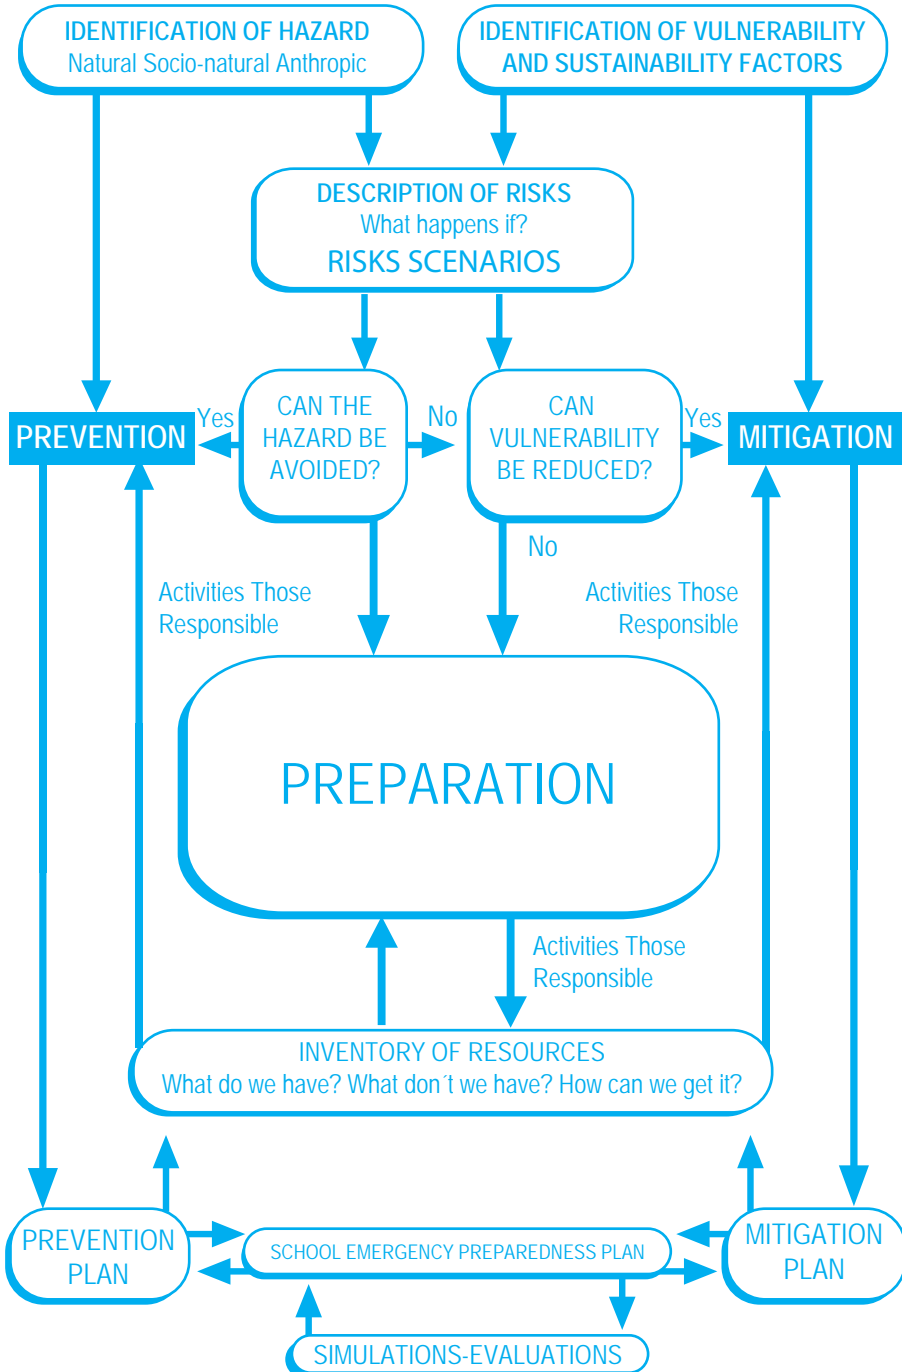 IDENTIFICATION OF HAZARD
Natural Socio-natural Anthropic
IDENTIFICATION OF VULNERABILITY
AND SUSTAINABILITY FACTORS
DESCRIPTION OF RISKS
What happens if?
RISKS SCENARIOS
PREVENTION
Yes
CAN THE
HAZARD BE
AVOIDED?
No
CAN
VULNERABILITY
BE REDUCED?
Yes
MITIGATION
No
Activities Those
Responsible
Activities Those
Responsible
PREPARATION
Activities Those
Responsible
INVENTORY OF RESOURCES
What do we have? What don´t we have? How can we get it?
PREVENTION
PLAN
SCHOOL EMERGENCY PREPAREDNESS PLAN
MITIGATION
PLAN
SIMULATIONS-EVALUATIONS